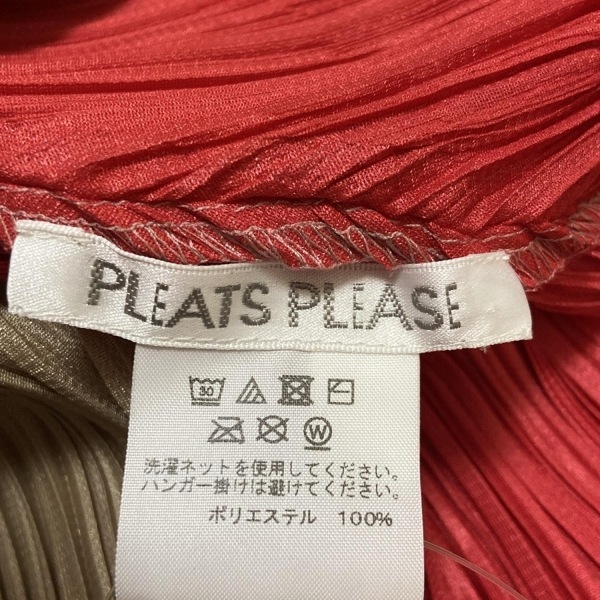 PLEATS PLEASE
30
W
洗濯ネットを使用してください。
ハンガー掛けは避けてください。
ポリエステル 100%